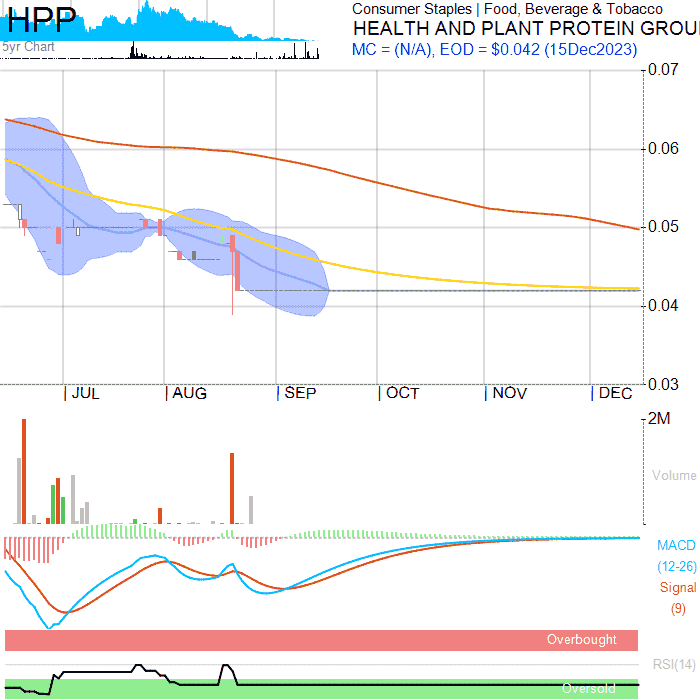 HPP
5yr Chart
Consumer Staples | Food, Beverage & Tobacco
HEALTH AND PLANT PROTEIN GROU
MC = (N/A), EOD = $0.042 (15Dec2023)
0.07
0.06
0.05
0.04
0.03
JUL AUG SEP OCT NOV DEC
2M
Volume
MACD
(12-26)
Signal
(9)
Overbought
RSI(14)
Oversold